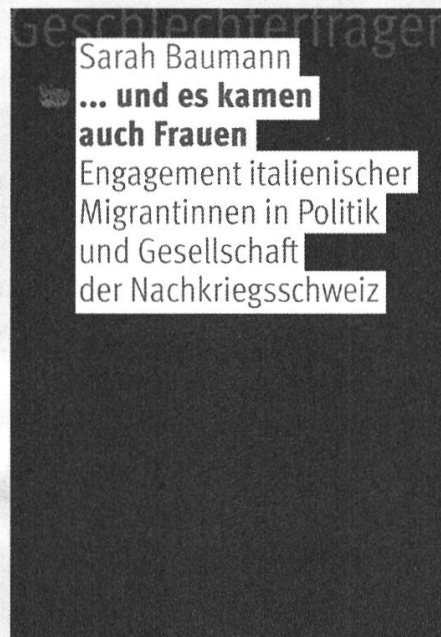 Geschlechterfragen
Sarah Baumann
... und es kamen
auch Frauen
Engagement italienischer
Migrantinnen in Politik
und Gesellschaft
der Nachkriegsschweiz